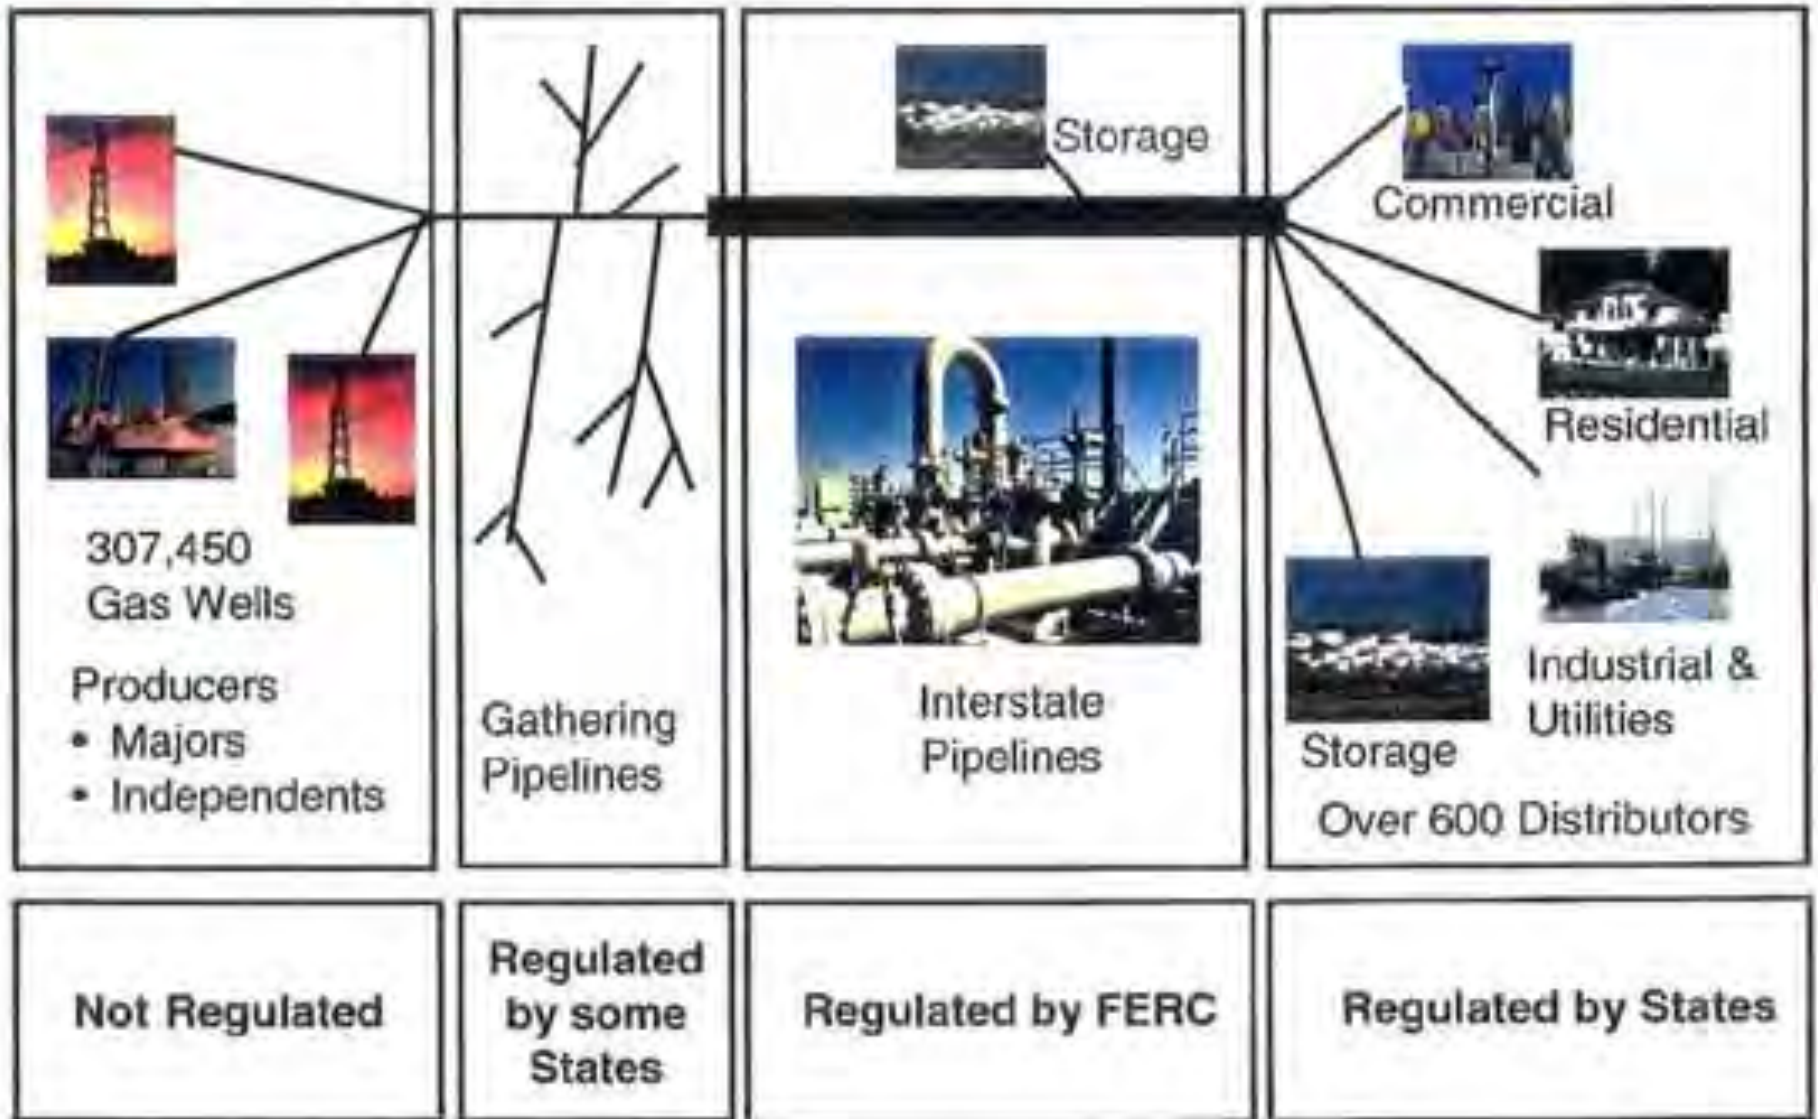 307,450
Gas Wells
Producers
• Majors
• Independents
Gathering
Pipelines
Storage
Interstate
Pipelines
Commercial
Residential
Industrial &
Utilities
Storage
Over 600 Distributors
Not Regulated
Regulated
by some
States
Regulated by FERC
Regulated by States